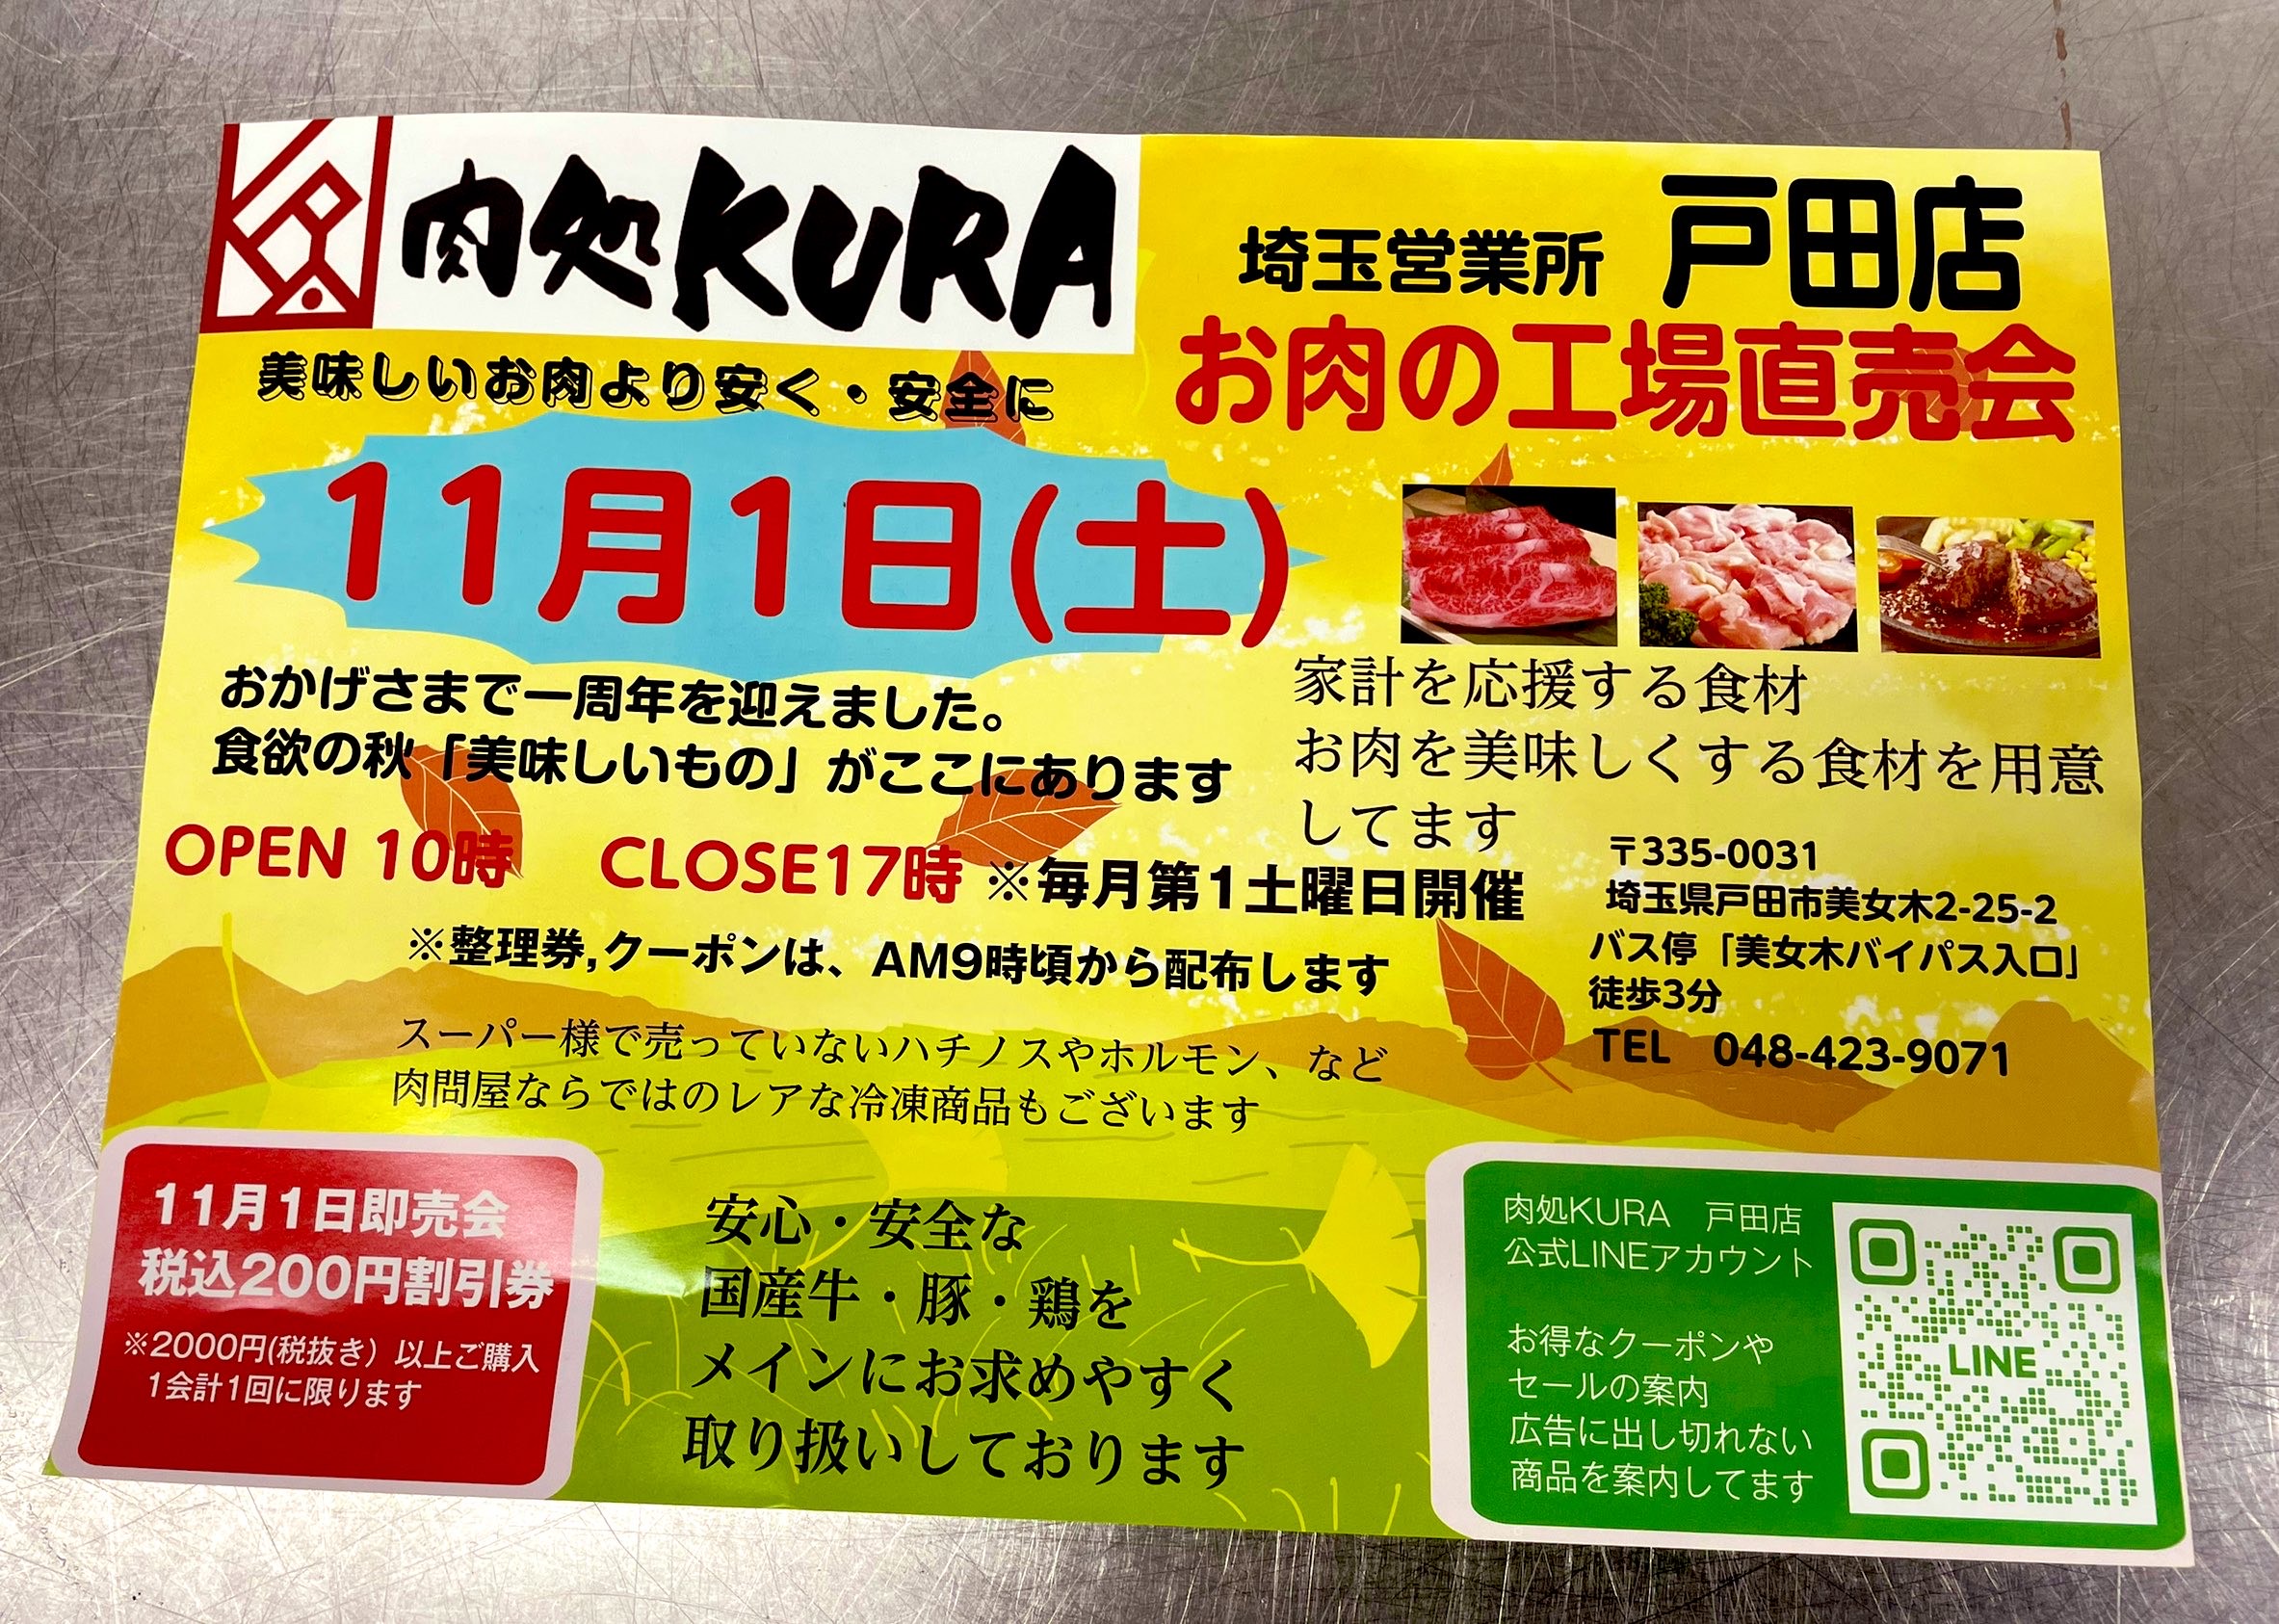 肉処KURA
埼玉営業所 戸田店
お肉の工場直売会
美味しいお肉より安く・安全に
11月1日(土)
おかげさまで一周年を迎えました。
食欲の秋「美味しいもの」がここにあります
家計を応援する食材
お肉を美味しくする食材を用意
してます
OPEN 10時 CLOSE17時 ※毎月第1土曜日開催
※整理券,クーポンは、AM9時頃から配布します
〒335-0031
埼玉県戸田市美女木2-25-2
バス停「美女木バイパス入口」
徒歩3分
TEL 048-423-9071
スーパー様で売っていないハチノスやホルモン、など
肉問屋ならではのレアな冷凍商品もございます
11月1日即売会
税込200円割引券
※2000円(税抜き）以上ご購入
1会計1回に限ります
安心・安全な
国産牛・豚・鶏を
メインにお求めやすく
取り扱いしております
肉処KURA 戸田店
公式LINEアカウント
お得なクーポンや
セールの案内
広告に出し切れない
商品を案内してます
LINE